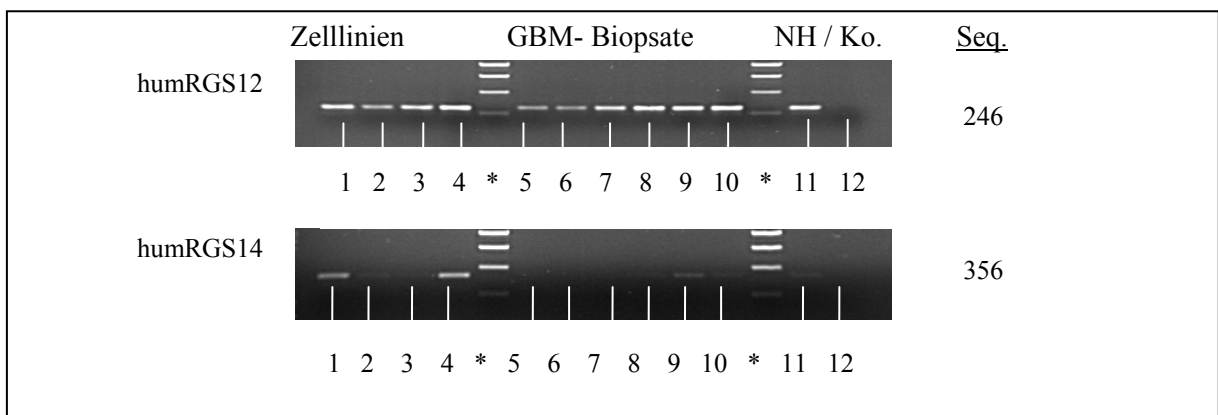 Zelllinien GBM- Biopsate NH / Ko. Seq.
humRGS12
246
1 2 3 4 * 5 6 7 8 9 10 * 11 12
humRGS14
356
1 2 3 4 * 5 6 7 8 9 10 * 11 12